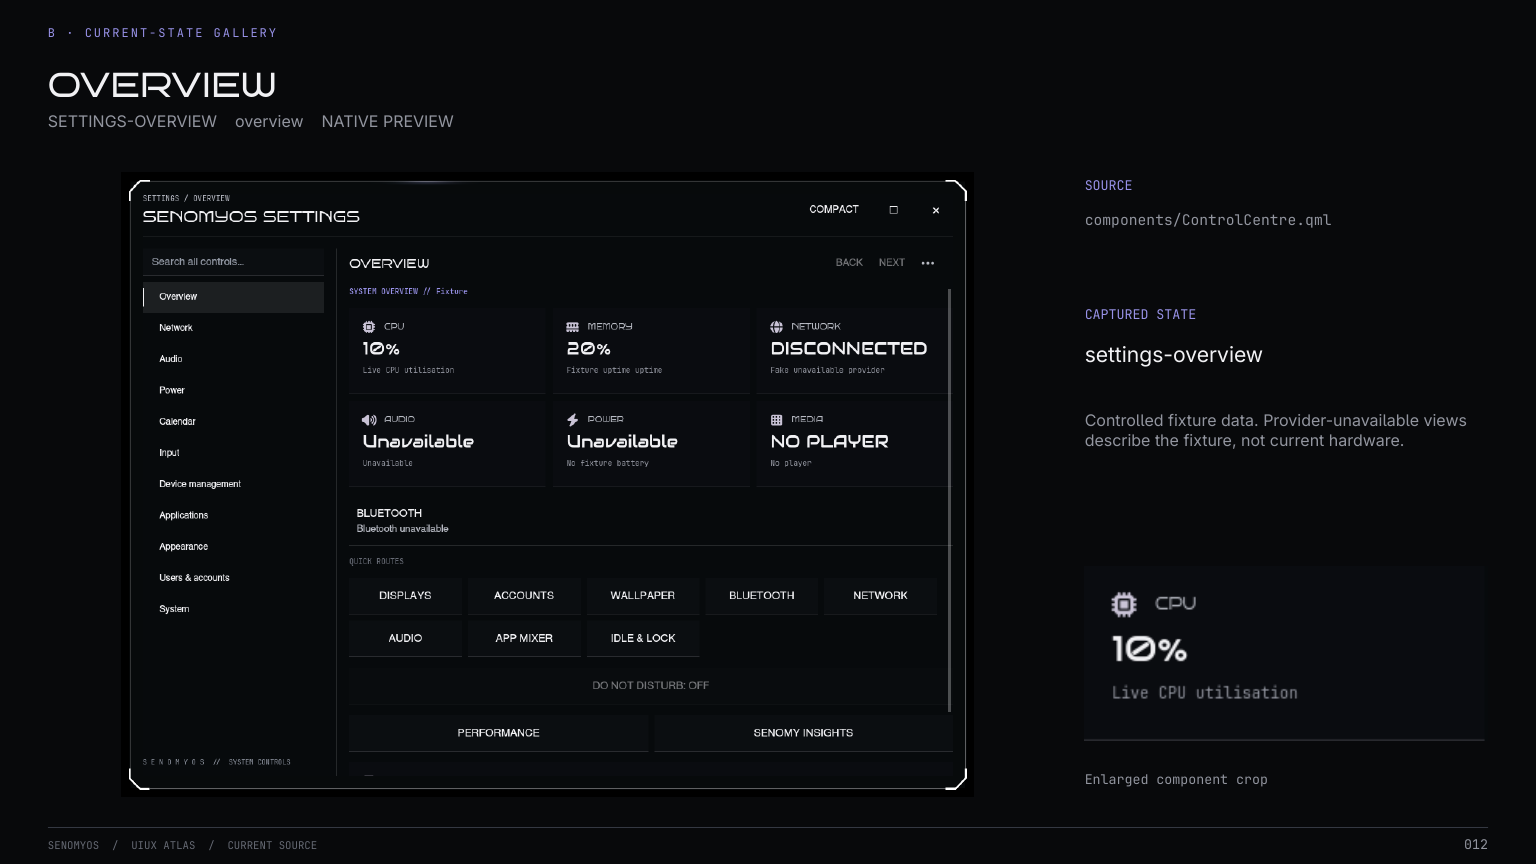 B · CURRENT-STATE GALLERY
OVERVIEW
SETTINGS-OVERVIEW overview NATIVE PREVIEW
SETTINGS / OVERVIEW
SENOMYOS SETTINGS
COMPACT
Search all controls...
Overview
Network
Audio
Power
Calendar
Input
Device management
Applications
Appearance
Users & accounts
System
SENOMYOS // SYSTEM CONTROLS
OVERVIEW
BACK NEXT
SYSTEM OVERVIEW // Fixture
CPU
10%
Live CPU utilisation
MEMORY
20%
Fixture uptime uptime
NETWORK
DISCONNECTED
Fake unavailable provider
AUDIO
Unavailable
Unavailable
POWER
Unavailable
No fixture battery
MEDIA
NO PLAYER
No player
BLUETOOTH
Bluetooth unavailable
QUICK ROUTES
DISPLAYS ACCOUNTS WALLPAPER BLUETOOTH NETWORK
AUDIO APP MIXER IDLE & LOCK
DO NOT DISTURB: OFF
PERFORMANCE SENOMY INSIGHTS
SOURCE
components/ControlCentre.qml
CAPTURED STATE
settings-overview
Controlled fixture data. Provider-unavailable views
describe the fixture, not current hardware.
CPU
10%
Live CPU utilisation
Enlarged component crop
SENOMYOS / UIUX ATLAS / CURRENT SOURCE
012